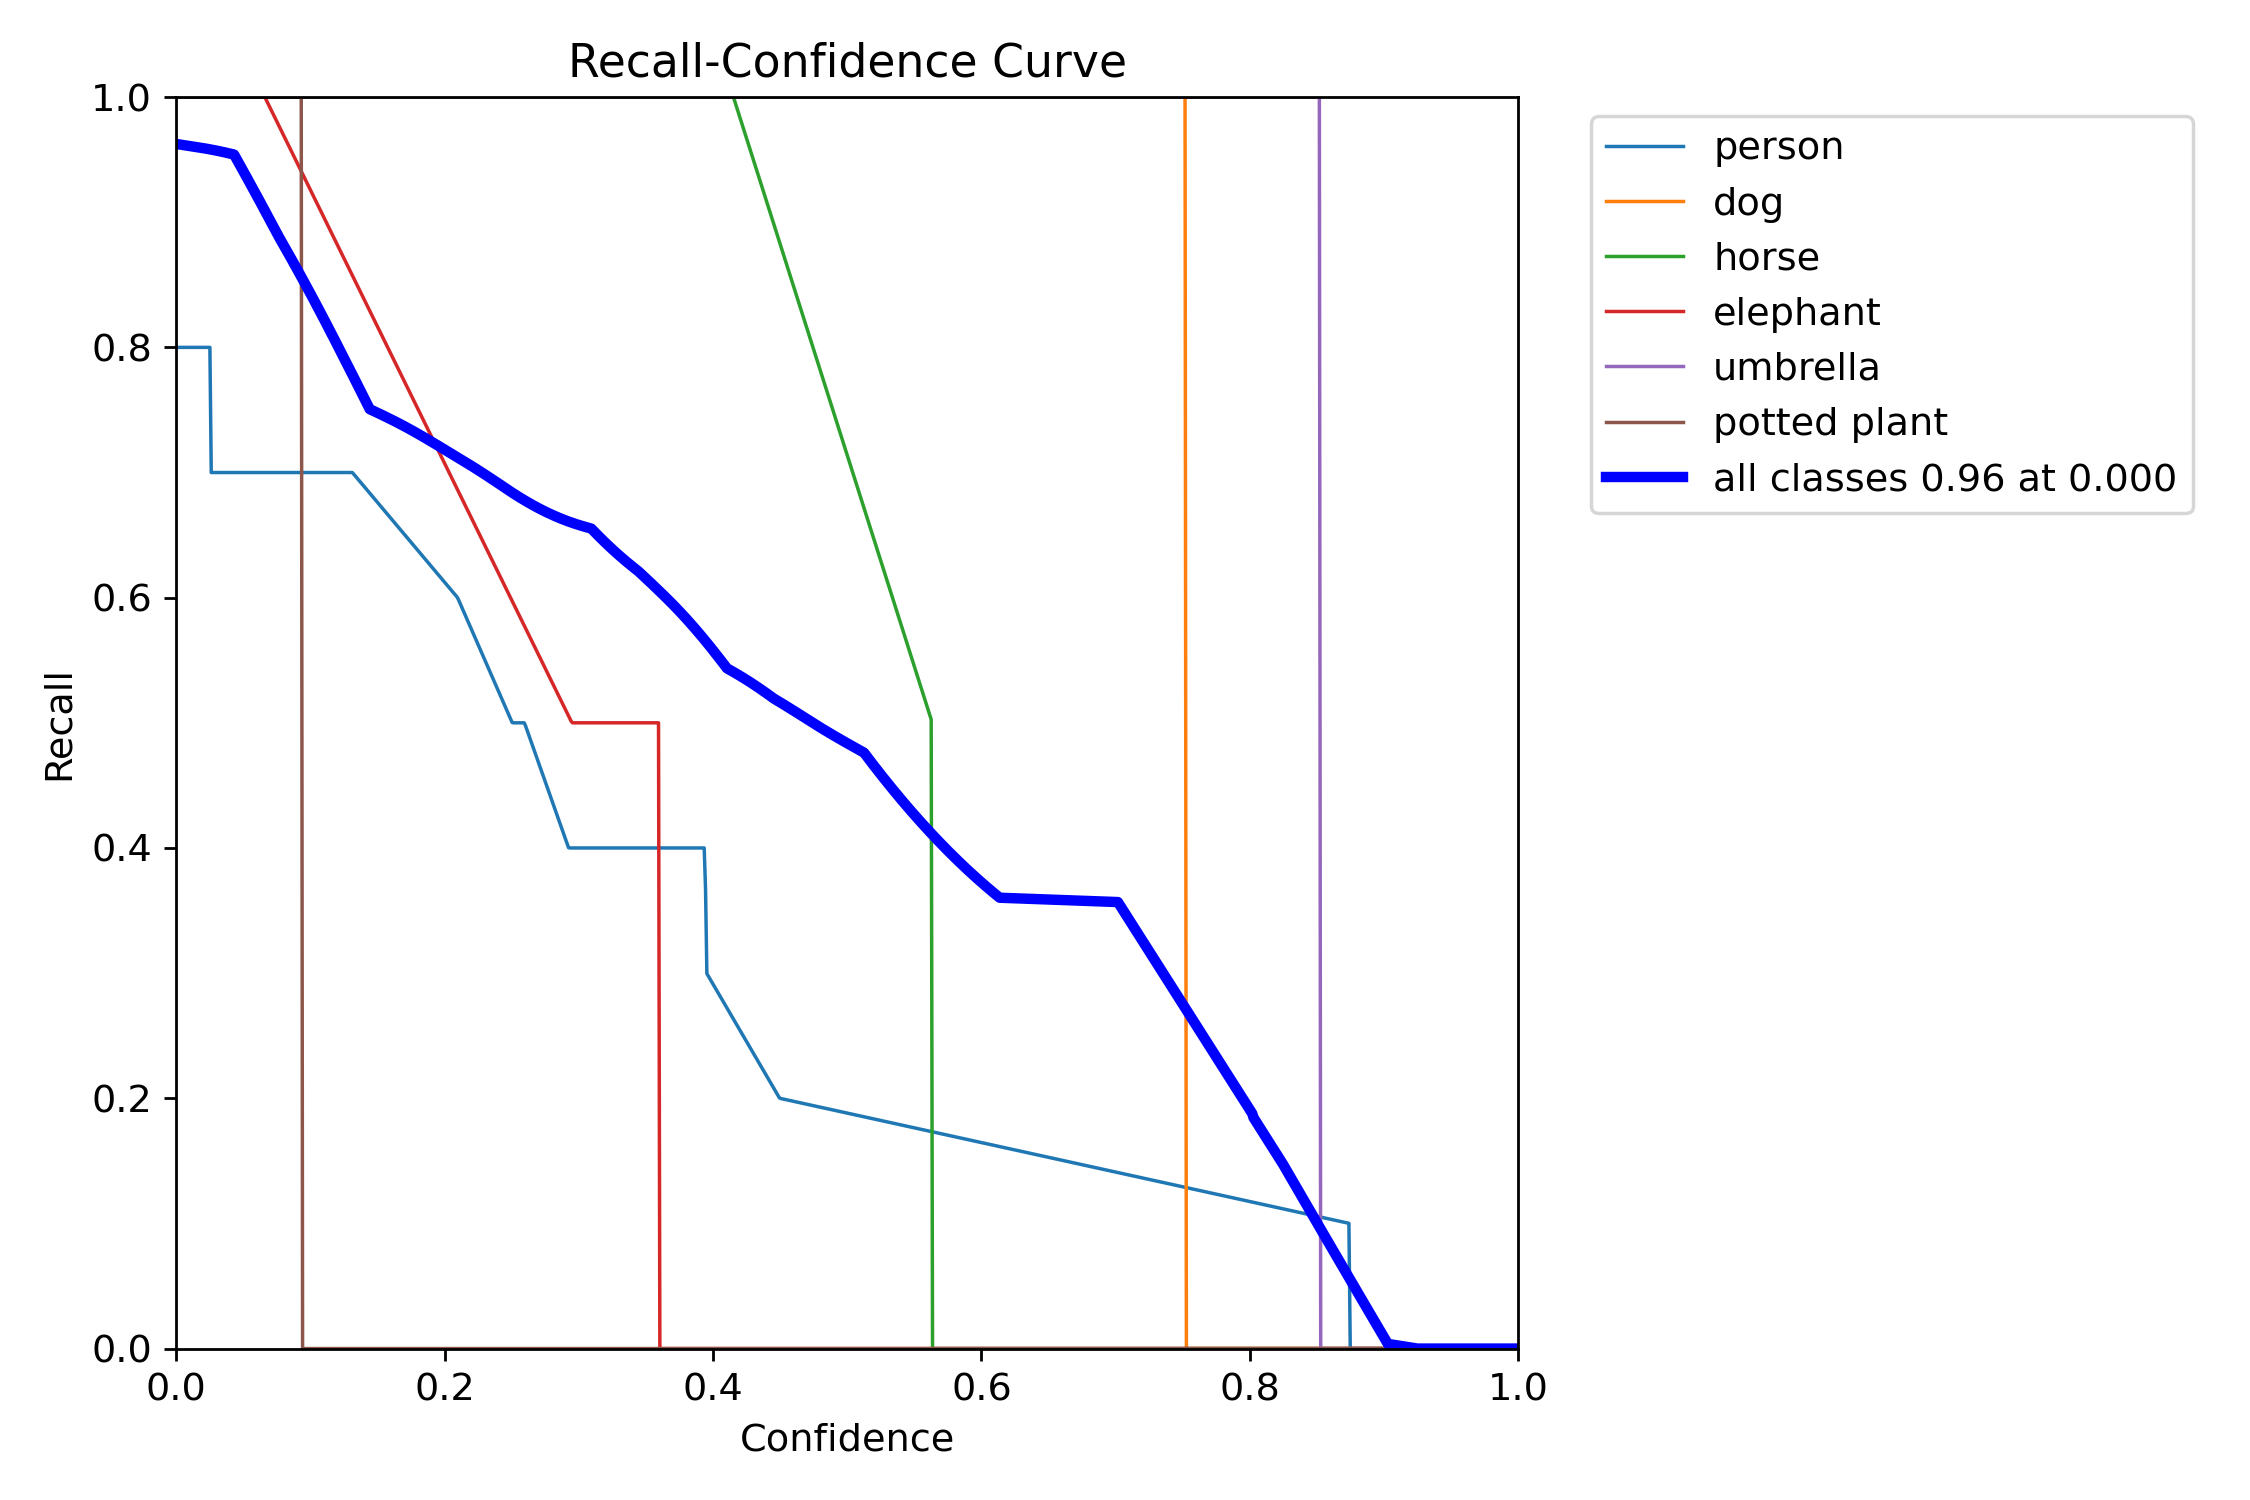 Recall-Confidence Curve
1.0
0.8
0.6
0.4
0.2
0.0
Recall
0.0 0.2 0.4 0.6 0.8 1.0
Confidence
person
dog
horse
elephant
umbrella
potted plant
all classes 0.96 at 0.000